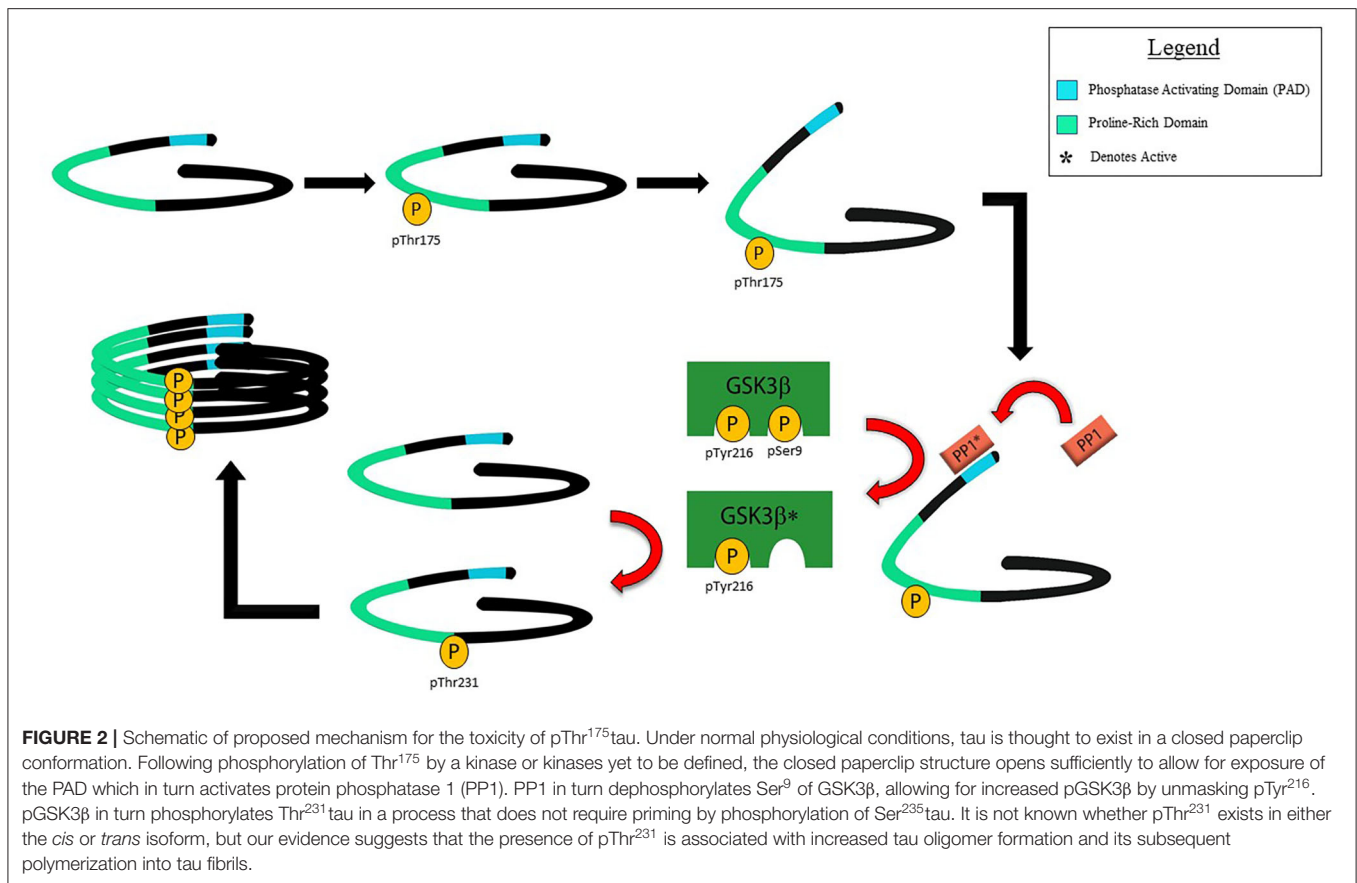 Legend
Phosphatase Activating Domain (PAD)
Proline-Rich Domain
* Denotes Active
P
pThr175
P
pThr175
GSK3β
P
P
pTyr216
pSer9
PP1*
PP1
GSK3β*
P
pTyr216
P
P
P
P
P
P
pThr231
FIGURE 2 | Schematic of proposed mechanism for the toxicity of pThr¹⁷⁵tau. Under normal physiological conditions, tau is thought to exist in a closed paperclip
conformation. Following phosphorylation of Thr¹⁷⁵ by a kinase or kinases yet to be defined, the closed paperclip structure opens sufficiently to allow for exposure of
the PAD which in turn activates protein phosphatase 1 (PP1). PP1 in turn dephosphorylates Ser⁹ of GSK3β, allowing for increased pGSK3β by unmasking pTyr²¹⁶.
pGSK3β in turn phosphorylates Thr²³¹tau in a process that does not require priming by phosphorylation of Ser²³⁵tau. It is not known whether pThr²³¹ exists in either
the cis or trans isoform, but our evidence suggests that the presence of pThr²³¹ is associated with increased tau oligomer formation and its subsequent
polymerization into tau fibrils.